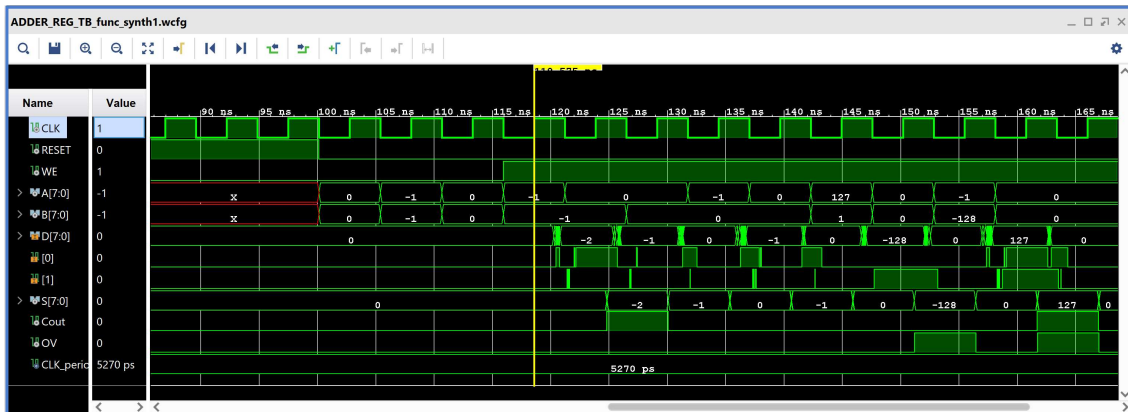 ADDER_REG_TB_func_synth1.wcfg
Name Value
90 ns 95 ns 100 ns 105 ns 110 ns 115 ns 120 ns 125 ns 130 ns 135 ns 140 ns 145 ns 150 ns 155 ns 160 ns 165 ns
CLK 1
RESET 0
WE 1
A[7:0] -1 X 0 -1 0 -1 0 -1 0 127 0 -1 0
B[7:0] -1 X 0 -1 0 -1 0 1 0 -128 0
D[7:0] 0 0 -2 -1 0 -1 0 -128 0 127 0
[0] 0
[1] 0
S[7:0] 0 0 -2 -1 0 -1 0 -128 0 127 0
Cout 0
OV 0
CLK_peric 5270 ps 5270 ps